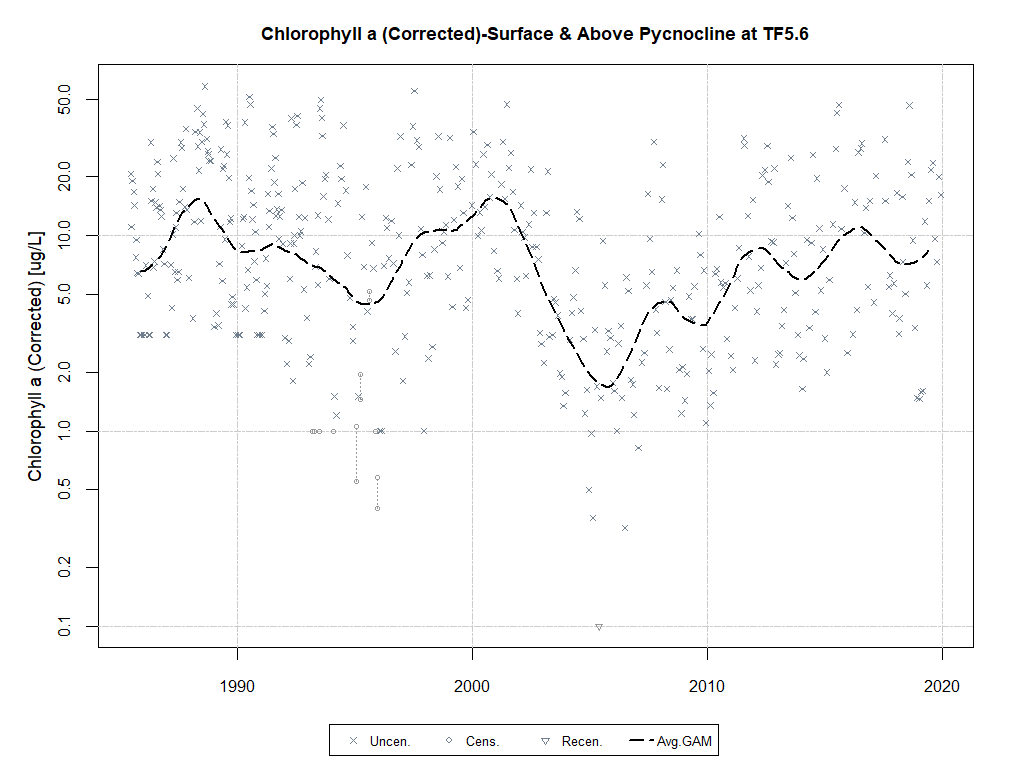 Chlorophyll a (Corrected)-Surface & Above Pycnocline at TF5.6
Chlorophyll a (Corrected) [ug/L]
50.0
20.0
10.0
5.0
2.0
1.0
0.5
0.2
0.1
1990 2000 2010 2020
Uncen. Cens. Recen. Avg.GAM